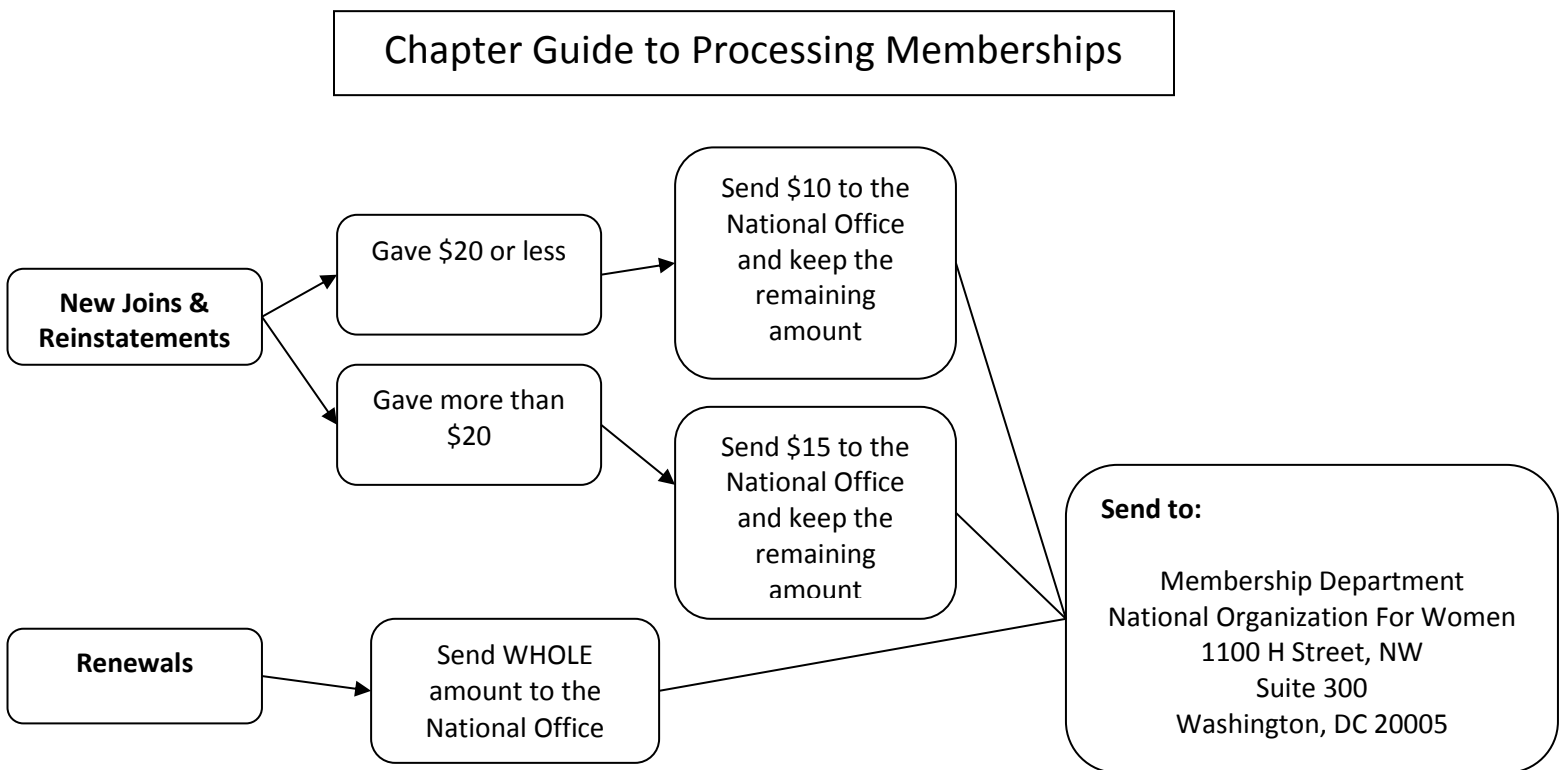 Chapter Guide to Processing Memberships
New Joins &
Reinstatements
Gave $20 or less
Send $10 to the
National Office
and keep the
remaining
amount
Gave more than
$20
Send $15 to the
National Office
and keep the
remaining
amount
Renewals
Send WHOLE
amount to the
National Office
Send to:
Membership Department
National Organization For Women
1100 H Street, NW
Suite 300
Washington, DC 20005